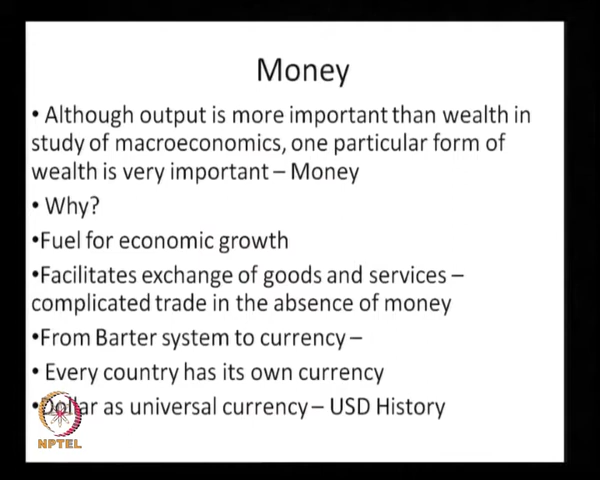 Money
• Although output is more important than wealth in
study of macroeconomics, one particular form of
wealth is very important – Money
• Why?
•Fuel for economic growth
•Facilitates exchange of goods and services –
complicated trade in the absence of money
•From Barter system to currency –
• Every country has its own currency
•Dollar as universal currency – USD History
NPTEL